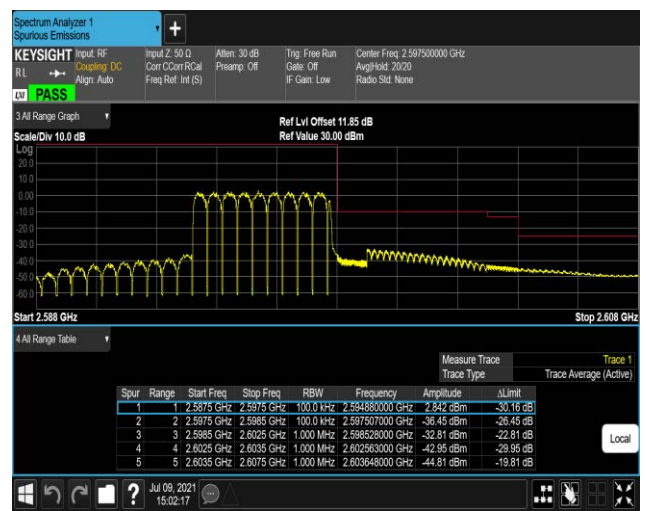 Spectrum Analyzer 1
Spurious Emissions
+
KEYSIGHT Input: RF Input Z: 50 Ω Atten: 30 dB Trig: Free Run Center Freq: 2.597500000 GHz
R L Coupling: DC Corr CCorr RCal Preamp: Off Gate: Off Avg|Hold: 20/20
Align: Auto Freq Ref: Int (S) IF Gain: Low Radio Std: None
LXI PASS
3 All Range Graph
Ref Lvl Offset 11.85 dB
Scale/Div 10.0 dB Ref Value 30.00 dBm
Log
20.0
10.0
0.00
-10.0
-20.0
-30.0
-40.0
-50.0
-60.0
Start 2.588 GHz Stop 2.608 GHz
4 All Range Table
Measure Trace Trace 1
Trace Type Trace Average (Active)
Spur Range Start Freq Stop Freq RBW Frequency Amplitude ΔLimit
1 1 2.5875 GHz 2.5975 GHz 100.0 kHz 2.594880000 GHz 2.842 dBm -30.16 dB
2 2 2.5975 GHz 2.5985 GHz 100.0 kHz 2.597507000 GHz -36.45 dBm -26.45 dB
3 3 2.5985 GHz 2.6025 GHz 1.000 MHz 2.598528000 GHz -32.81 dBm -22.81 dB
4 4 2.6025 GHz 2.6035 GHz 1.000 MHz 2.602563000 GHz -42.95 dBm -29.95 dB
5 5 2.6035 GHz 2.6075 GHz 1.000 MHz 2.603648000 GHz -44.81 dBm -19.81 dB
Local
? Jul 09, 2021
15:02:17